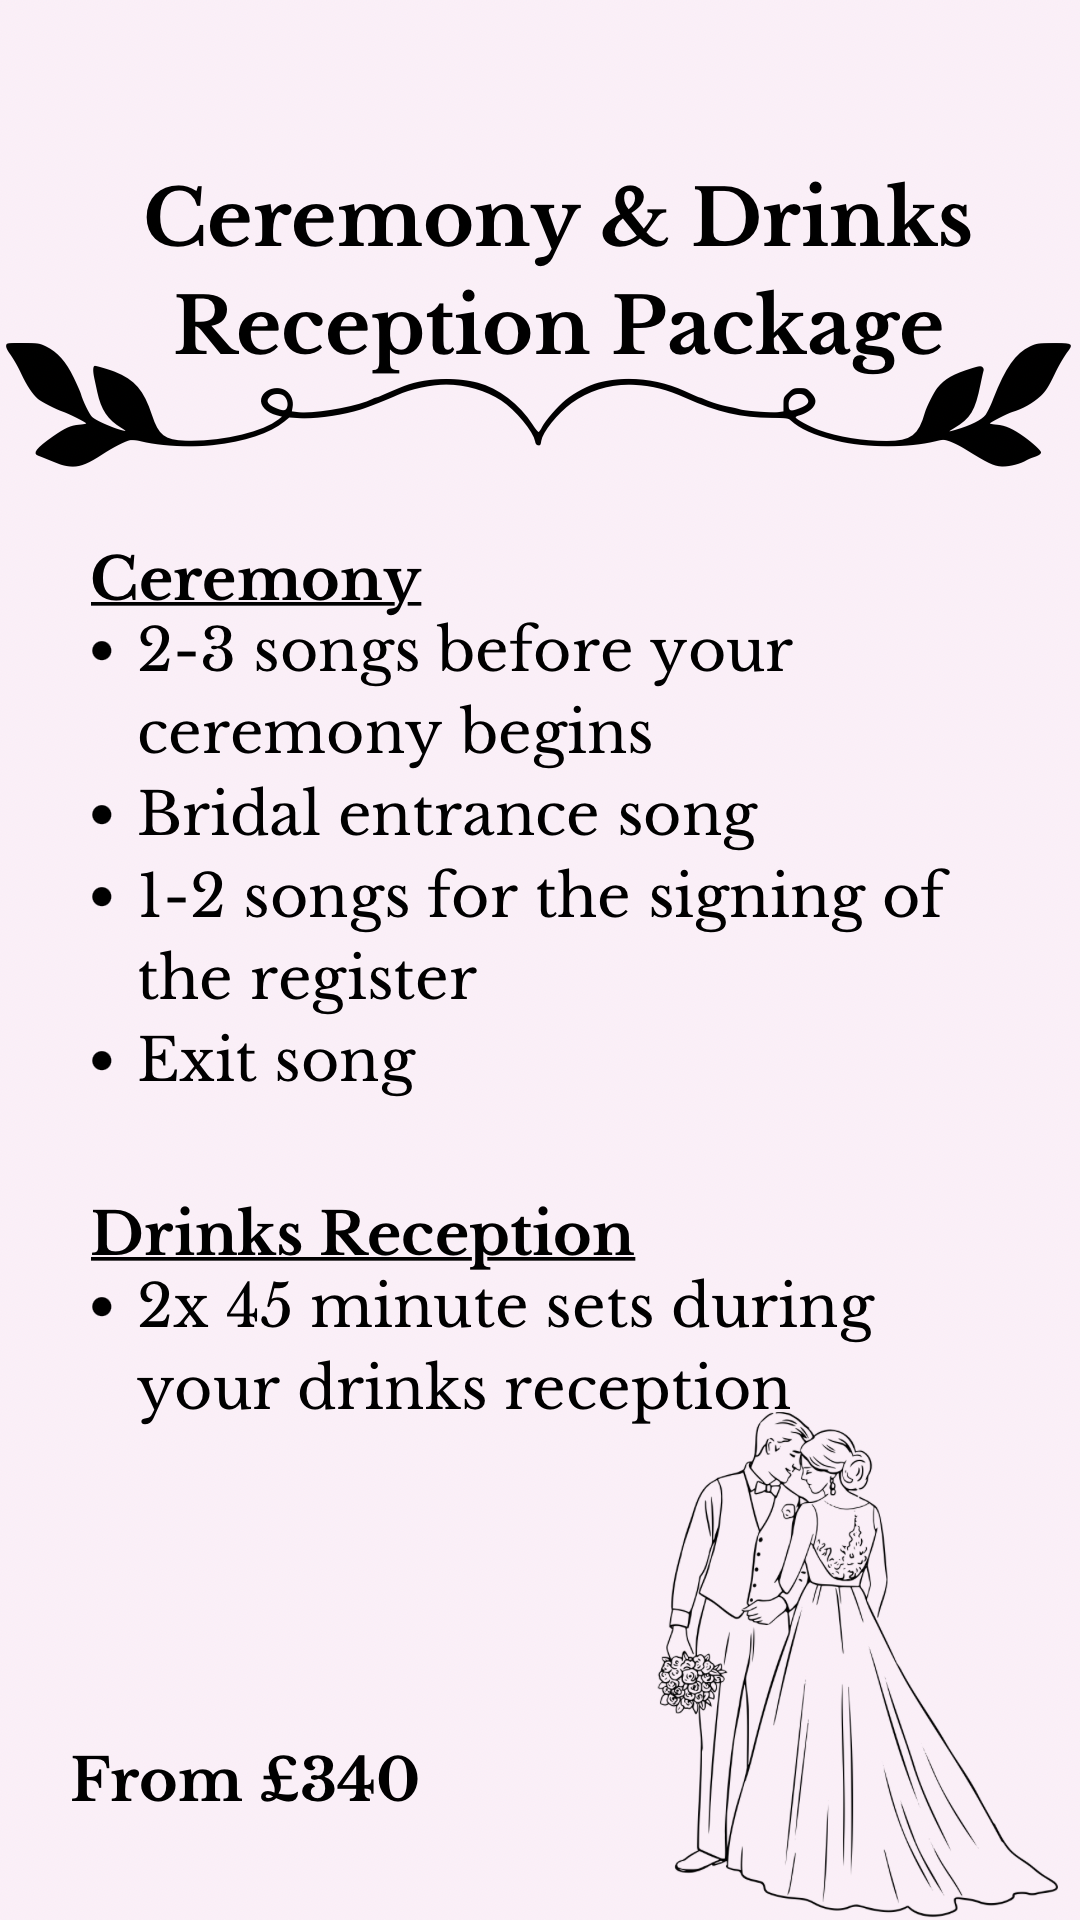 Ceremony & Drinks
Reception Package
Ceremony
• 2-3 songs before your
ceremony begins
• Bridal entrance song
• 1-2 songs for the signing of
the register
• Exit song
Drinks Reception
• 2x 45 minute sets during
your drinks reception
From £340